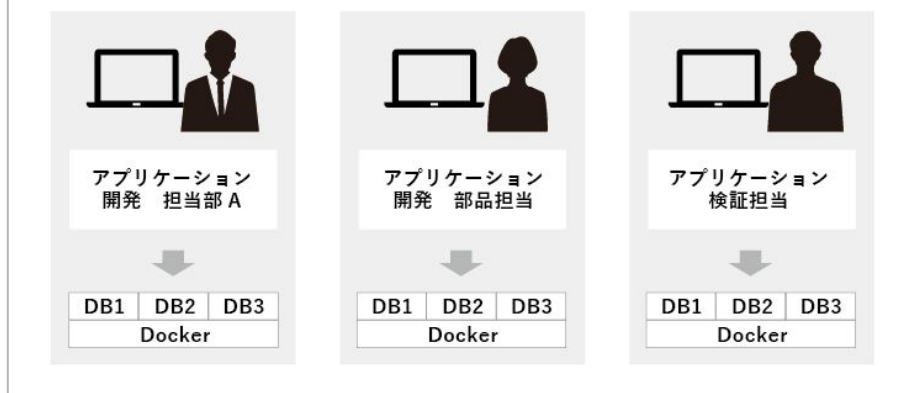 アプリケーション
開発　担当部 A
DB1 DB2 DB3
Docker
アプリケーション
開発　部品担当
DB1 DB2 DB3
Docker
アプリケーション
検証担当
DB1 DB2 DB3
Docker